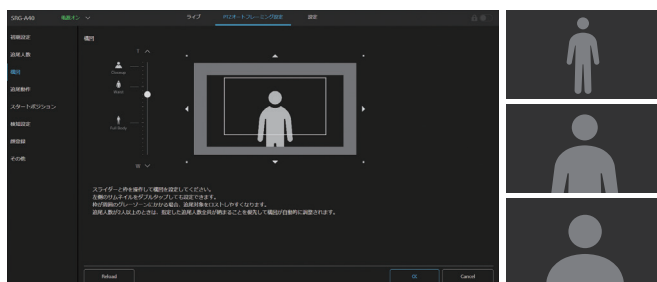 SRG-A40
追尾オン
ライブ
PTZオートフレーミング設定
設定
初期設定
追尾人数
構図
追尾動作
スタートポジション
検知設定
顔登録
その他
構図
T
Closeup
Waist
Full Body
W
スライダーと枠を操作して構図を設定してください。
左側のサムネイルをダブルタップしても設定できます。
枠が周囲のグレーゾーンにかかる場合、追尾対象をロストしやすくなります。
追尾人数が2人以上のときは、指定した追尾人数全員が納まることを優先して構図が自動的に調整されます。
Reload
OK
Cancel